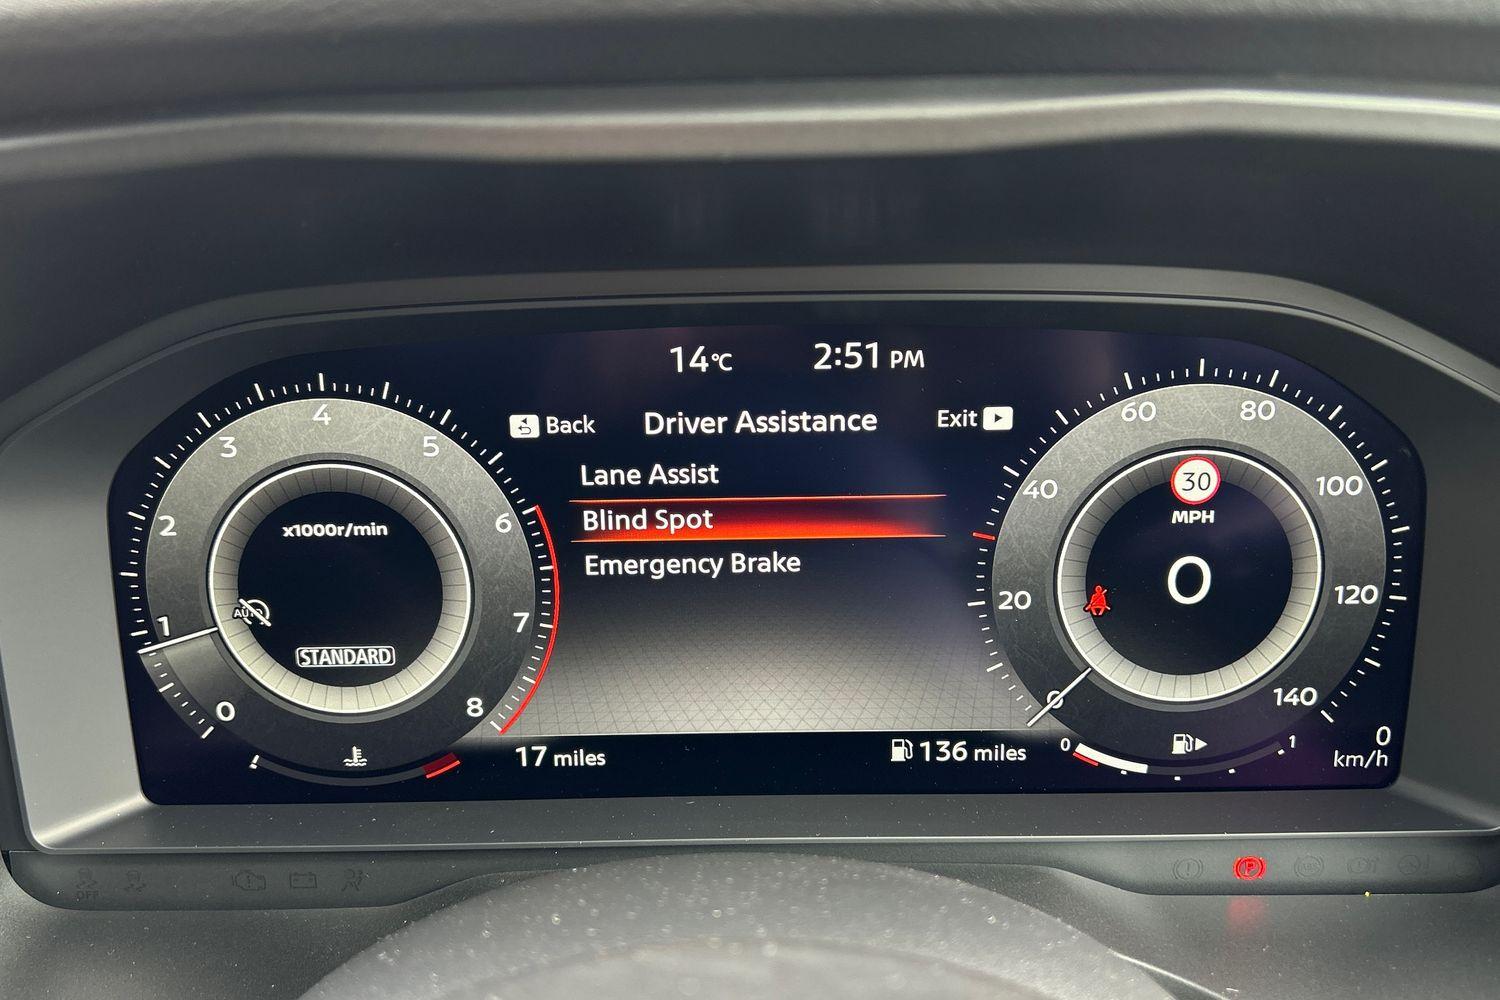 14°C 2:51 PM
Back Driver Assistance Exit
Lane Assist
Blind Spot
Emergency Brake
0 1 2 3 4 5 6 7 8
x1000r/min
AUTO
STANDARD
0 20 40 60 80 100 120 140
30
MPH
0
17 miles 136 miles
0 1
0
km/h
OFF
P